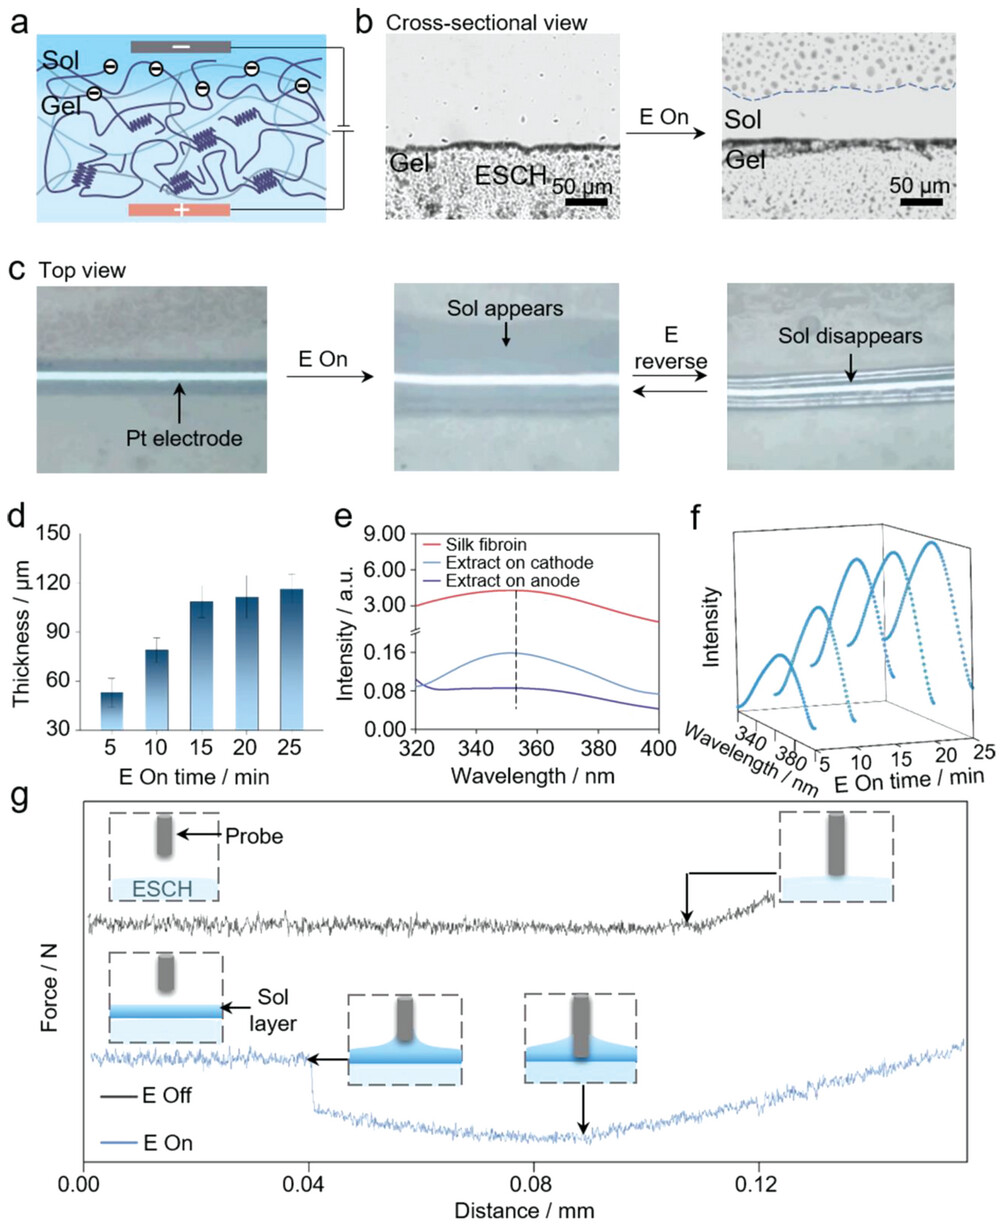 a
Sol
Gel
−
+
b
Cross-sectional view
Gel
ESCH
50 µm
E On
Sol
Gel
50 µm
c
Top view
Pt electrode
E On
Sol appears
E
reverse
Sol disappears
d
Thickness / µm
150
120
90
60
30
5 10 15 20 25
E On time / min
e
Intensity / a.u.
9.00
6.00
3.00
0.16
0.08
0.00
Silk fibroin
Extract on cathode
Extract on anode
320 340 360 380 400
Wavelength / nm
f
Intensity
340 380
Wavelength / nm
5 10 15 20 25
E On time / min
g
Force / N
Probe
ESCH
Sol
layer
E Off
E On
0.00 0.04 0.08 0.12
Distance / mm